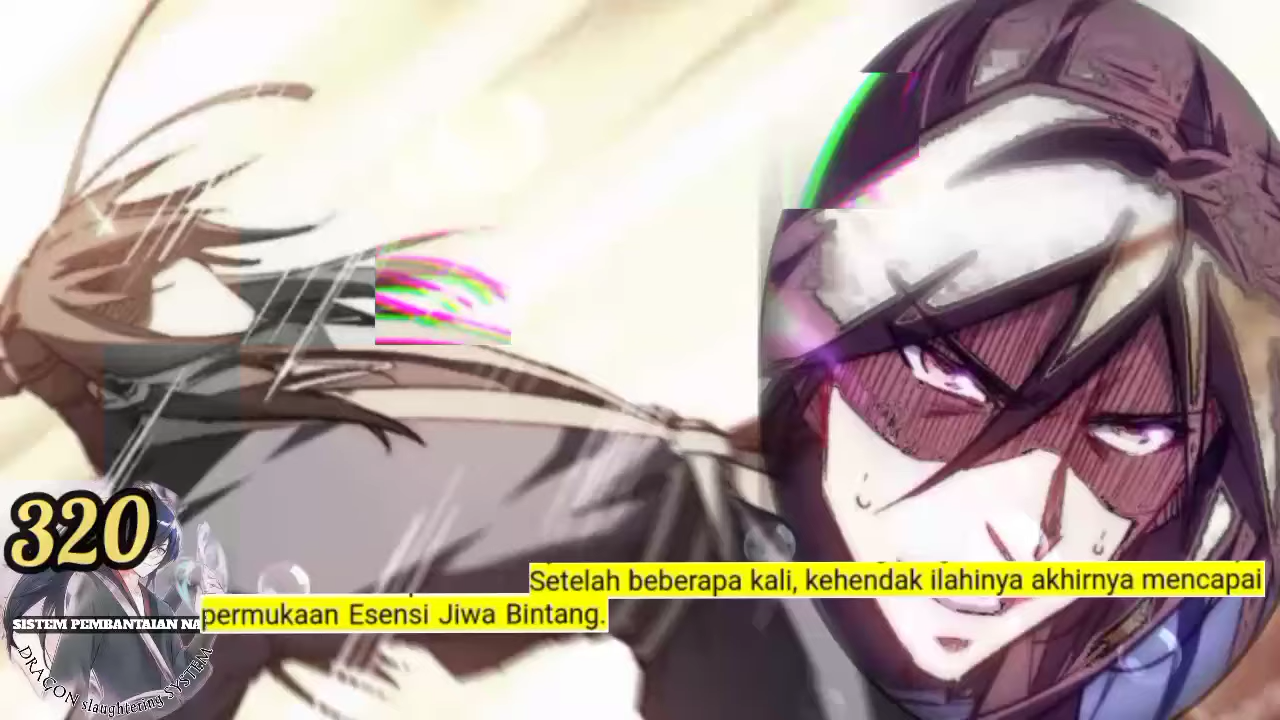 320
Setelah beberapa kali, kehendak ilahinya akhirnya mencapai
permukaan Esensi Jiwa Bintang.
SISTEM PEMBANTAIAN NA
DRAGON slaughtering SYSTEM